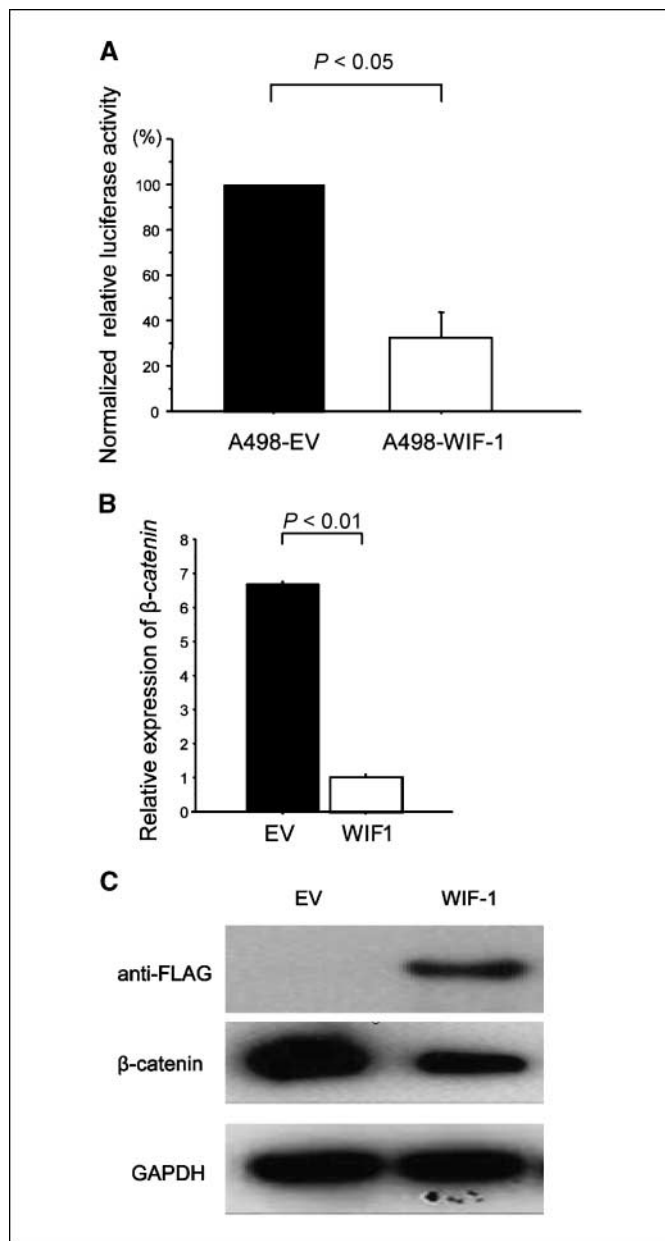 A
P < 0.05
(%)
Normalized relative luciferase activity
100
80
60
40
20
0
A498-EV A498-WIF-1
B
P < 0.01
Relative expression of β-catenin
8
7
6
5
4
3
2
1
0
EV WIF1
C
EV WIF-1
anti-FLAG
β-catenin
GAPDH